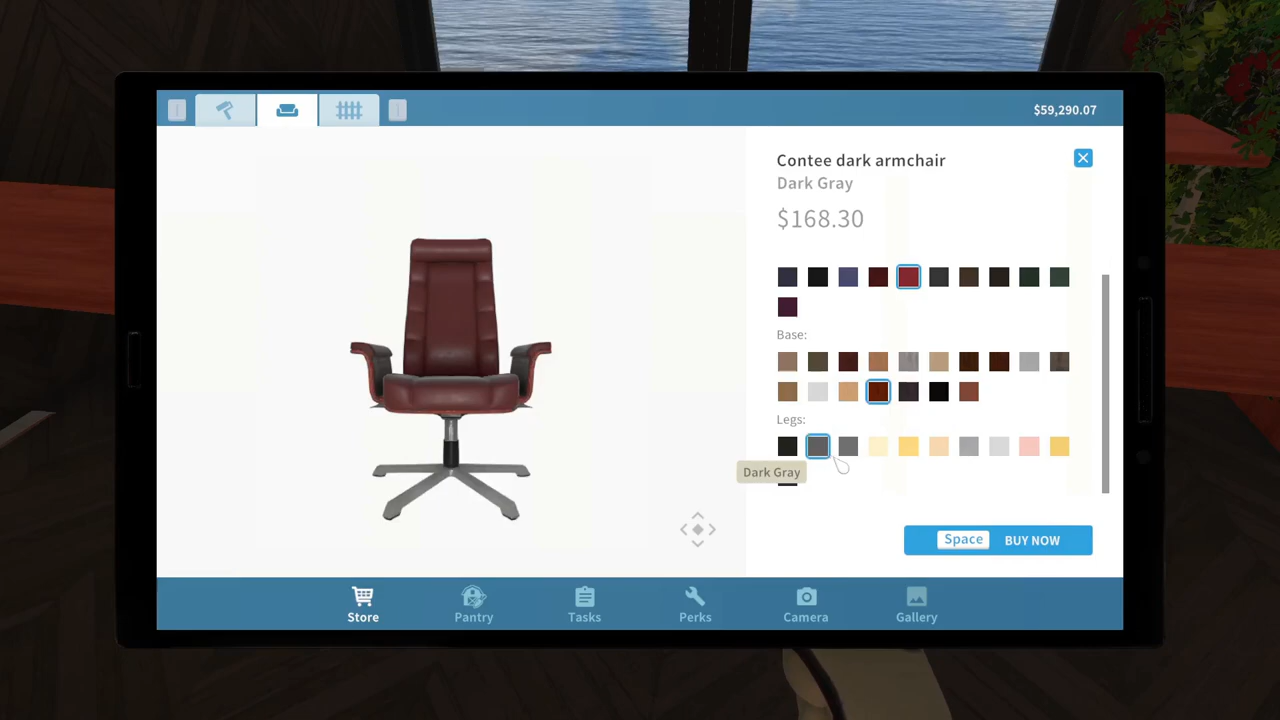 $59,290.07
Contee dark armchair
Dark Gray
$168.30
Base:
Legs:
Dark Gray
Space BUY NOW
Store Pantry Tasks Perks Camera Gallery